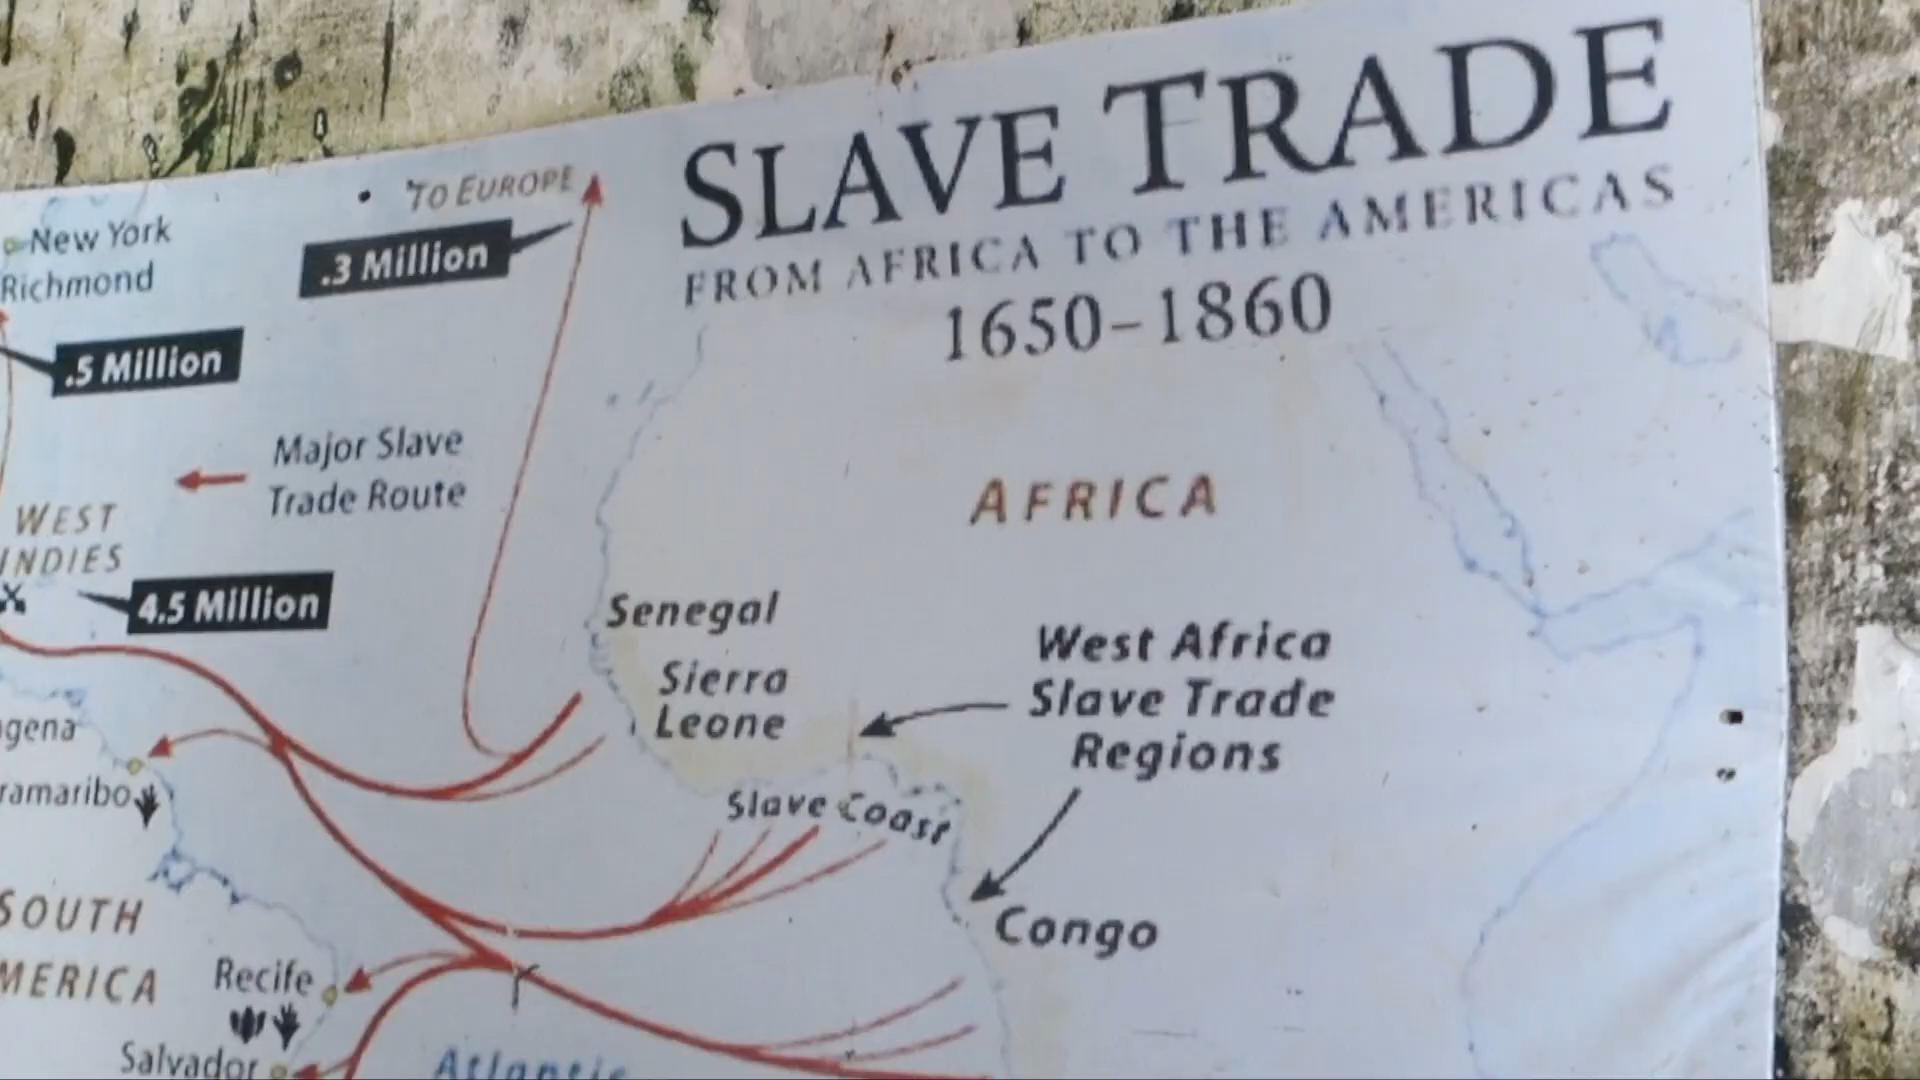 SLAVE TRADE
FROM AFRICA TO THE AMERICAS
1650–1860
TO EUROPE
.3 Million
New York
Richmond
.5 Million
Major Slave
Trade Route
WEST
INDIES
4.5 Million
AFRICA
Senegal
Sierra
Leone
West Africa
Slave Trade
Regions
Slave Coast
Congo
SOUTH
Recife
Salvador